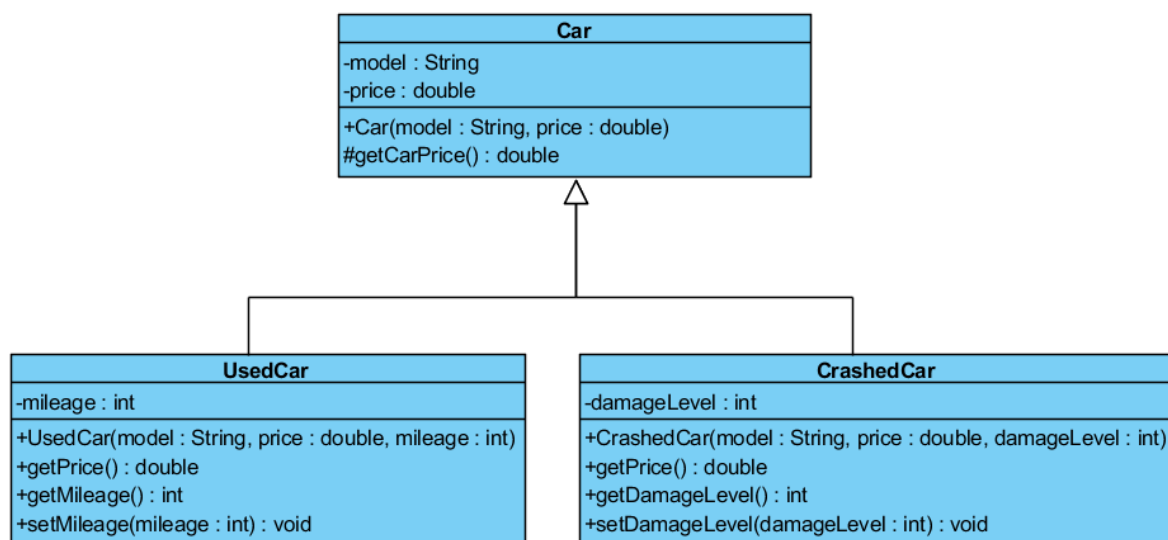 Car
-model : String
-price : double
+Car(model : String, price : double)
#getCarPrice() : double
UsedCar
-mileage : int
+UsedCar(model : String, price : double, mileage : int)
+getPrice() : double
+getMileage() : int
+setMileage(mileage : int) : void
CrashedCar
-damageLevel : int
+CrashedCar(model : String, price : double, damageLevel : int)
+getPrice() : double
+getDamageLevel() : int
+setDamageLevel(damageLevel : int) : void